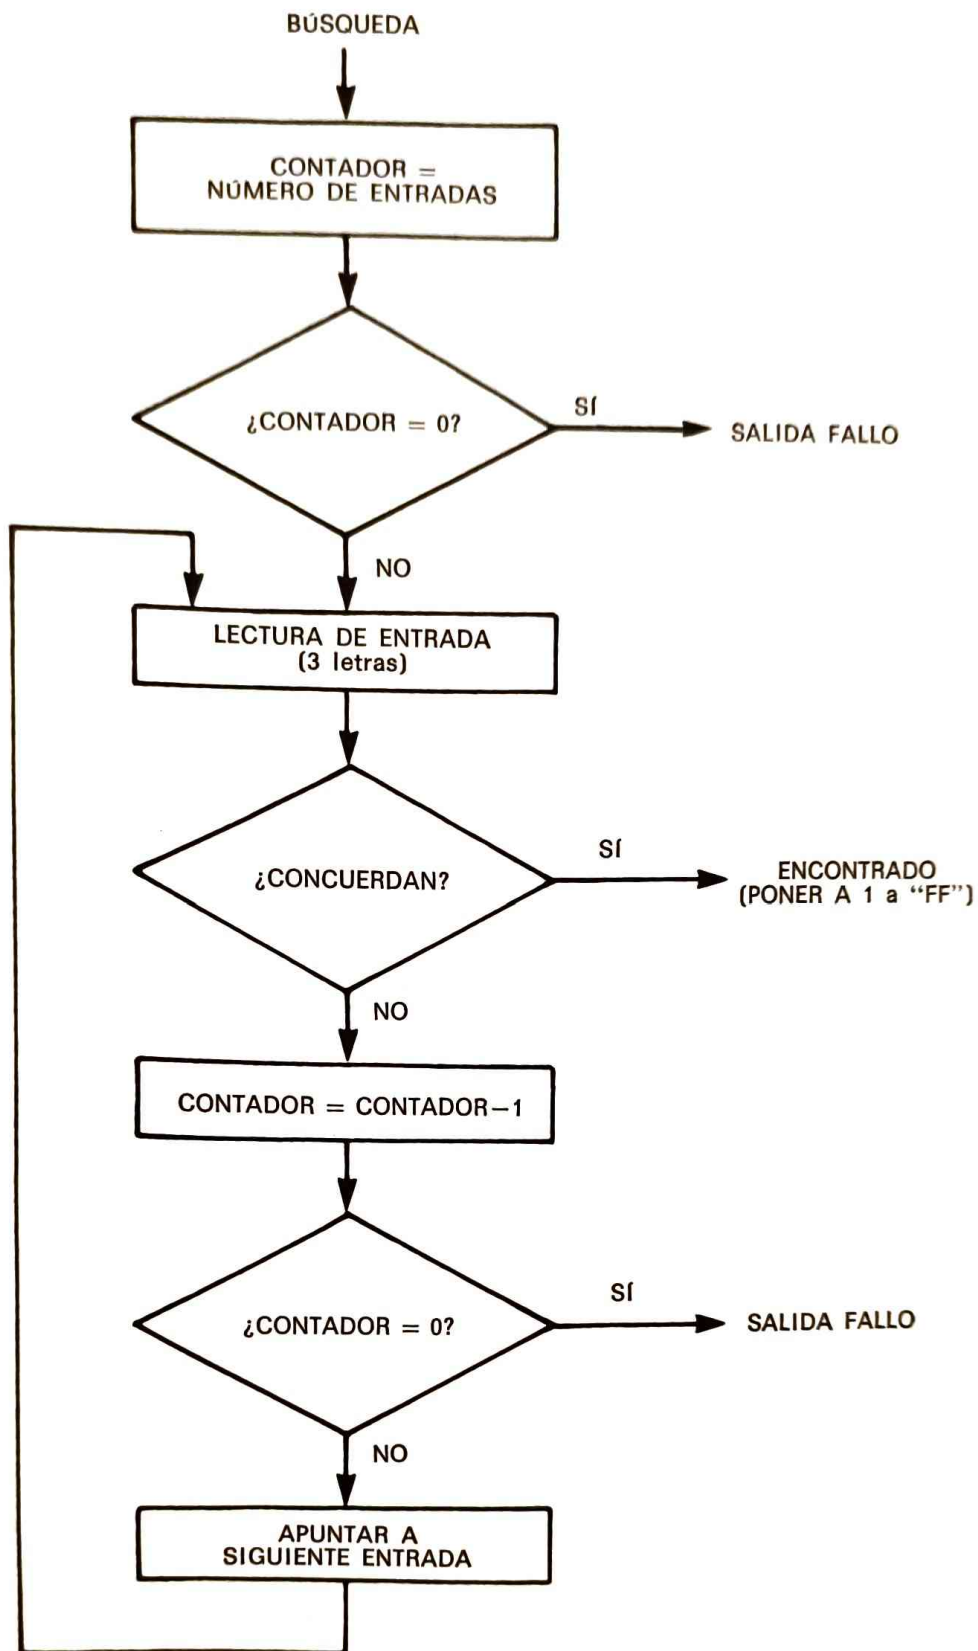 BÚSQUEDA
CONTADOR =
NÚMERO DE ENTRADAS
¿CONTADOR = 0?
SÍ
SALIDA FALLO
NO
LECTURA DE ENTRADA
(3 letras)
¿CONCUERDAN?
SÍ
ENCONTRADO
(PONER A 1 a “FF”)
NO
CONTADOR = CONTADOR−1
¿CONTADOR = 0?
SÍ
SALIDA FALLO
NO
APUNTAR A
SIGUIENTE ENTRADA